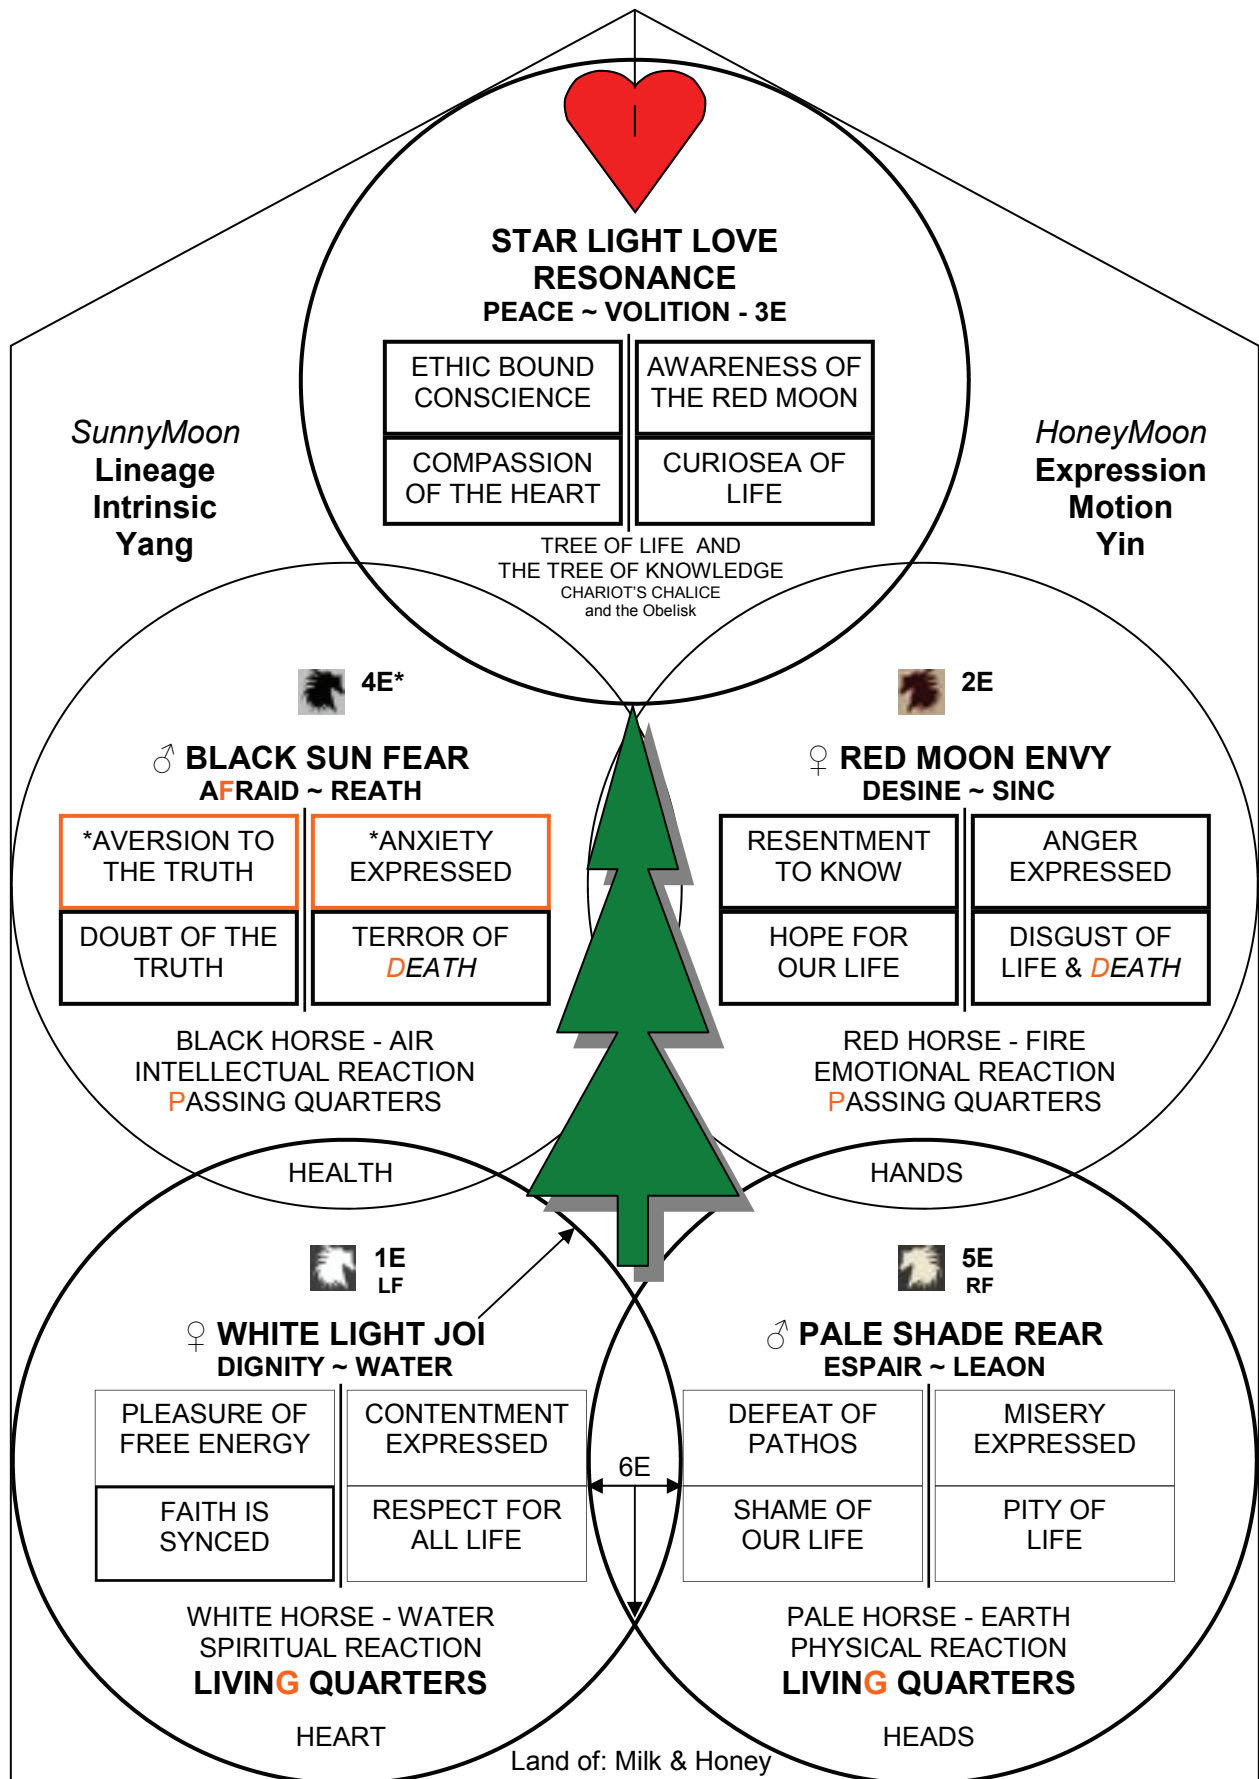 STAR LIGHT LOVE
RESONANCE
PEACE ~ VOLITION - 3E
ETHIC BOUND
CONSCIENCE
AWARENESS OF
THE RED MOON
COMPASSION
OF THE HEART
CURIOSEA OF
LIFE
TREE OF LIFE AND
THE TREE OF KNOWLEDGE
CHARIOT'S CHALICE
and the Obelisk
SunnyMoon
Lineage
Intrinsic
Yang
HoneyMoon
Expression
Motion
Yin
4E*
♂ BLACK SUN FEAR
AFRAID ~ REATH
*AVERSION TO
THE TRUTH
*ANXIETY
EXPRESSED
DOUBT OF THE
TRUTH
TERROR OF
DEATH
BLACK HORSE - AIR
INTELLECTUAL REACTION
PASSING QUARTERS
HEALTH
2E
♀ RED MOON ENVY
DESINE ~ SINC
RESENTMENT
TO KNOW
ANGER
EXPRESSED
HOPE FOR
OUR LIFE
DISGUST OF
LIFE & DEATH
RED HORSE - FIRE
EMOTIONAL REACTION
PASSING QUARTERS
HANDS
1E
LF
♀ WHITE LIGHT JOI
DIGNITY ~ WATER
PLEASURE OF
FREE ENERGY
CONTENTMENT
EXPRESSED
FAITH IS
SYNCED
RESPECT FOR
ALL LIFE
WHITE HORSE - WATER
SPIRITUAL REACTION
LIVING QUARTERS
HEART
6E
5E
RF
♂ PALE SHADE REAR
ESPAIR ~ LEAON
DEFEAT OF
PATHOS
MISERY
EXPRESSED
SHAME OF
OUR LIFE
PITY OF
LIFE
PALE HORSE - EARTH
PHYSICAL REACTION
LIVING QUARTERS
HEADS
Land of: Milk & Honey